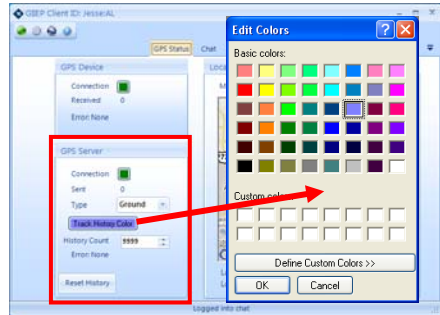 GIEP Client ID: Jesse:AL
GPS Status Chat
GPS Device
Connection
Received 0
Error: None
GPS Server
Connection
Sent 0
Type Ground
Track History Color
History Count 9999
Error: None
Reset History
Logged into chat
Edit Colors
Basic colors:
Custom colors:
Define Custom Colors >>
OK Cancel